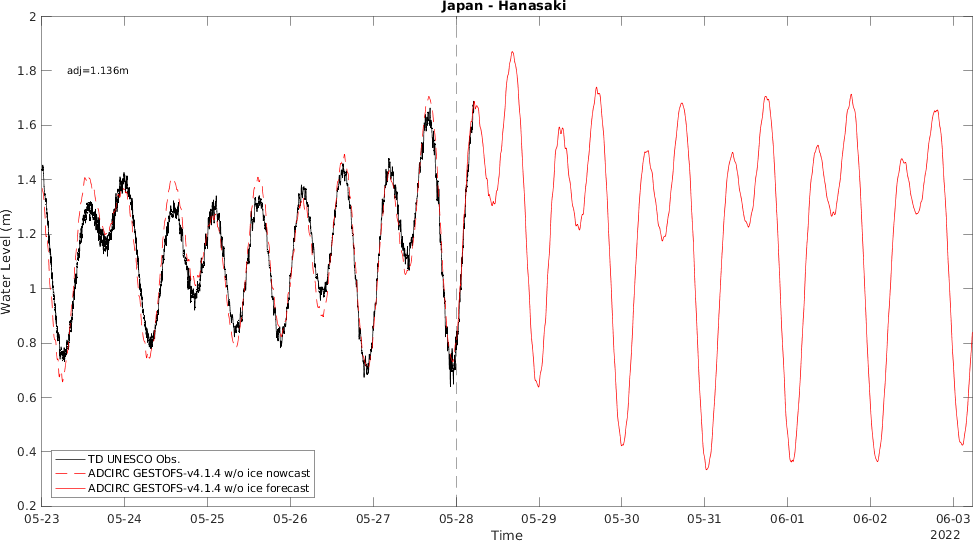 Japan - Hanasaki
2
1.8
1.6
1.4
1.2
1
0.8
0.6
0.4
0.2
Water Level (m)
adj=1.136m
TD UNESCO Obs.
ADCIRC GESTOFS-v4.1.4 w/o ice nowcast
ADCIRC GESTOFS-v4.1.4 w/o ice forecast
05-23 05-24 05-25 05-26 05-27 05-28 05-29 05-30 05-31 06-01 06-02 06-03
Time
2022